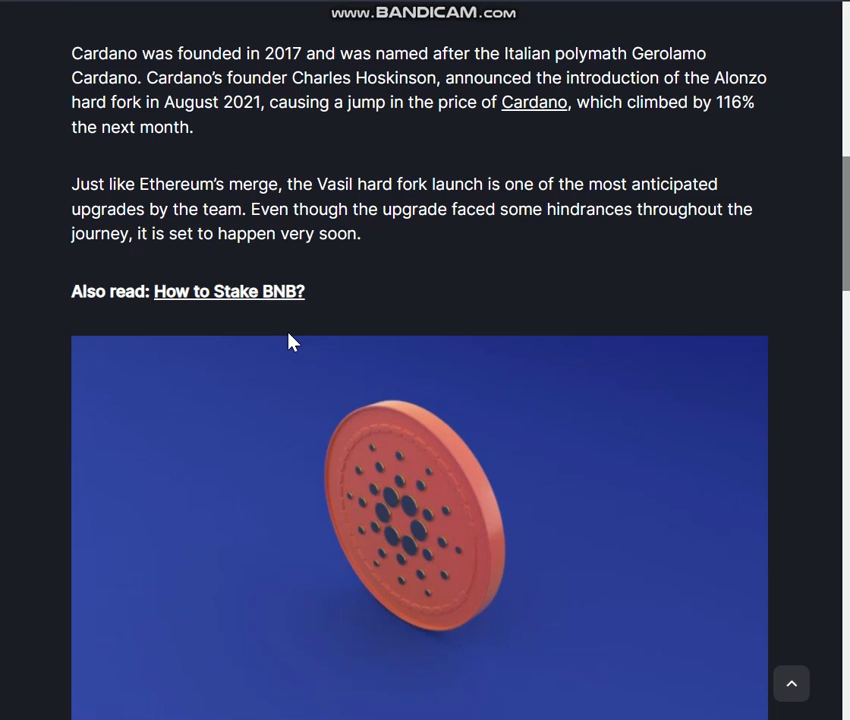 www.BANDICAM.com
Cardano was founded in 2017 and was named after the Italian polymath Gerolamo
Cardano. Cardano’s founder Charles Hoskinson, announced the introduction of the Alonzo
hard fork in August 2021, causing a jump in the price of Cardano, which climbed by 116%
the next month.
Just like Ethereum’s merge, the Vasil hard fork launch is one of the most anticipated
upgrades by the team. Even though the upgrade faced some hindrances throughout the
journey, it is set to happen very soon.
Also read: How to Stake BNB?